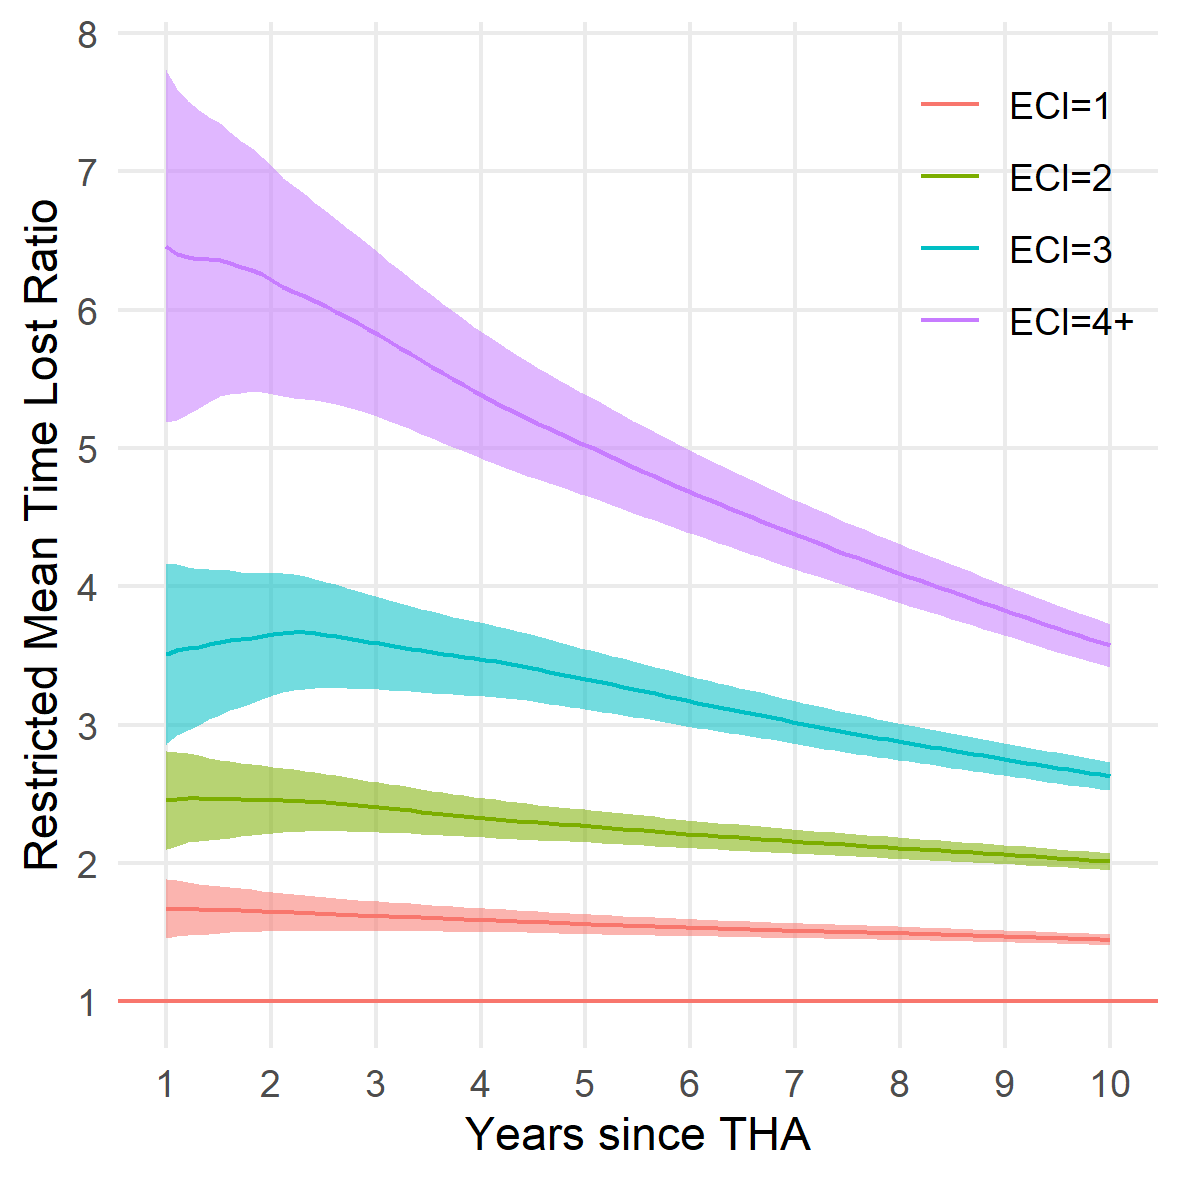 Restricted Mean Time Lost Ratio
8
7
6
5
4
3
2
1
ECI=1
ECI=2
ECI=3
ECI=4+
1 2 3 4 5 6 7 8 9 10
Years since THA